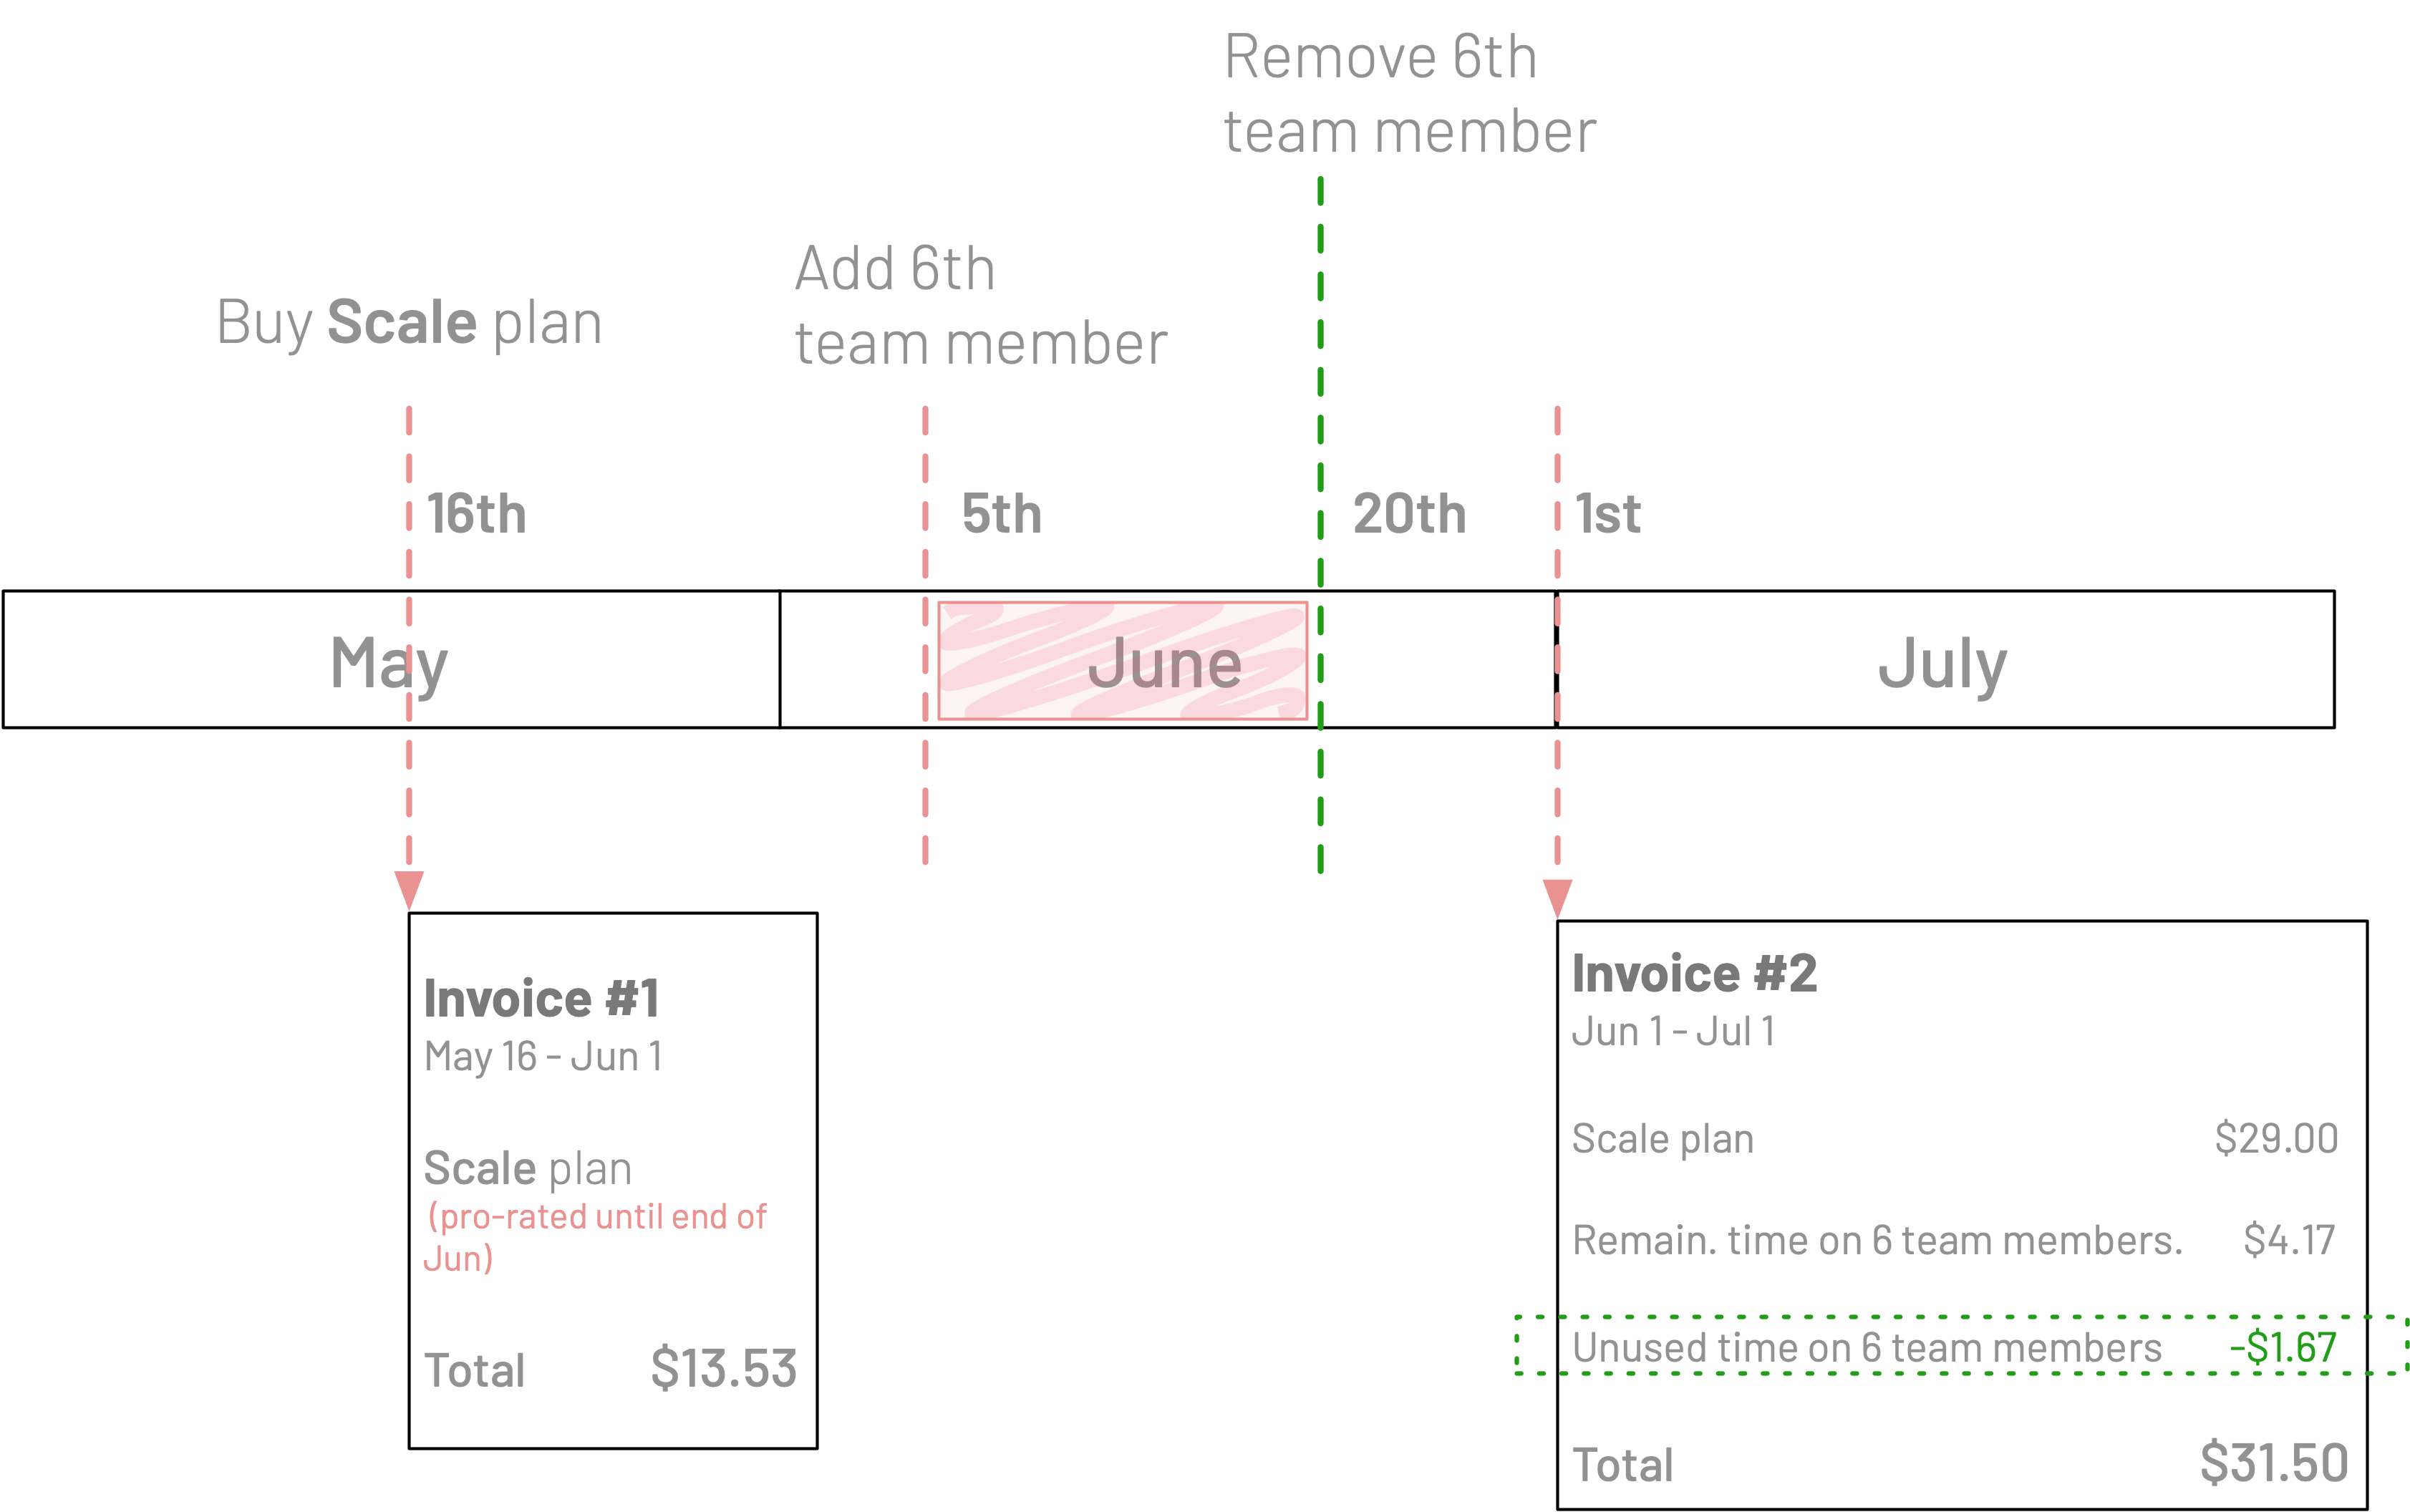 Remove 6th
team member
Add 6th
team member
Buy Scale plan
16th
5th
20th
1st
May
June
July
Invoice #1
May 16 - Jun 1
Scale plan
(pro-rated until end of
Jun)
Total $13.53
Invoice #2
Jun 1 - Jul 1
Scale plan $29.00
Remain. time on 6 team members. $4.17
Unused time on 6 team members -$1.67
Total $31.50